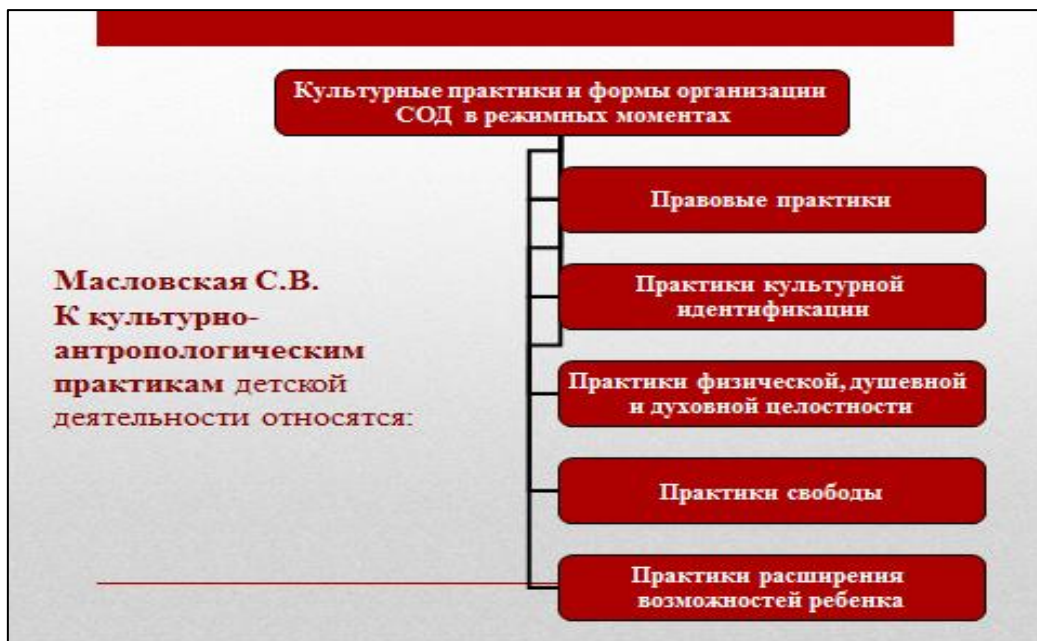 Культурные практики и формы организации
СОД в режимных моментах
Масловская С.В.
К культурно-
антропологическим
практикам детской
деятельности относятся:
Правовые практики
Практики культурной
идентификации
Практики физической, душевной
и духовной целостности
Практики свободы
Практики расширения
возможностей ребенка